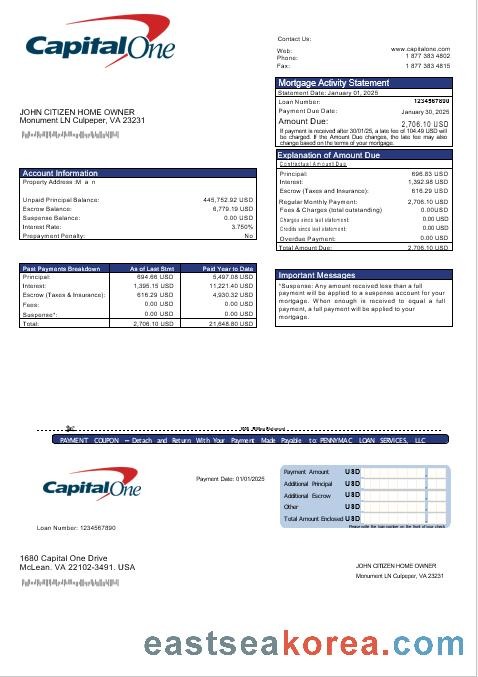 CapitalOne
Contact Us:
Web: www.capitalone.com
Phone: 1 877 383 4802
Fax: 1 877 383 4815
Mortgage Activity Statement
Statement Date: January 01, 2025
Loan Number: 1234567890
Payment Due Date: January 30, 2025
Amount Due: 2,706.10 USD
If payment is received after 30/01/25, a late fee of 104.49 USD will
be charged. If the Amount Due changes, the late fee may also
change based on the terms of your mortgage.
JOHN CITIZEN HOME OWNER
Monument LN Culpeper, VA 23231
Explanation of Amount Due
Contractual Amount Due
Principal: 696.83 USD
Interest: 1,392.98 USD
Escrow (Taxes and Insurance): 616.29 USD
Regular Monthly Payment: 2,706.10 USD
Fees & Charges (total outstanding) 0.00USD
Charges since last statement: 0.00 USD
Credits since last statement: 0.00 USD
Overdue Payment: 0.00 USD
Total Amount Due: 2,706.10 USD
Account Information
Property Address :M a n
Unpaid Principal Balance: 445,752.92 USD
Escrow Balance: 6,779.19 USD
Suspense Balance: 0.00 USD
Interest Rate: 3.750%
Prepayment Penalty: No
Past Payments Breakdown As of Last Stmt Paid Year to Date
Principal: 694.66 USD 5,497.08 USD
Interest: 1,395.15 USD 11,221.40 USD
Escrow (Taxes & Insurance): 616.29 USD 4,930.32 USD
Fees: 0.00 USD 0.00 USD
Suspense*: 0.00 USD 0.00 USD
Total: 2,706.10 USD 21,648.80 USD
Important Messages
*Suspense: Any amount received less than a full
payment will be applied to a suspense account for your
mortgage. When enough is received to equal a full
payment, a full payment will be applied to your
mortgage.
PAYMENT COUPON – Detach and Return With Your Payment Made Payable to: PENNYMAC LOAN SERVICES, LLC
CapitalOne
Payment Date: 01/01/2025
Loan Number: 1234567890
Payment Amount USD
Additional Principal USD
Additional Escrow USD
Other USD
Total Amount Enclosed USD
Please write the loan number on the front of your check
1680 Capital One Drive
McLean. VA 22102-3491. USA
JOHN CITIZEN HOME OWNER
Monument LN Culpeper, VA 23231
eastseakorea.com